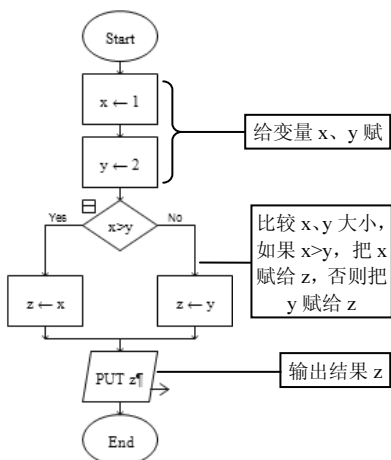 Start
x ← 1
y ← 2
给变量 x、y 赋
Yes
x>y
No
比较 x、y 大小，
如果 x>y，把 x
赋给 z，否则把
y 赋给 z
z ← x
z ← y
PUT z¶
输出结果 z
End